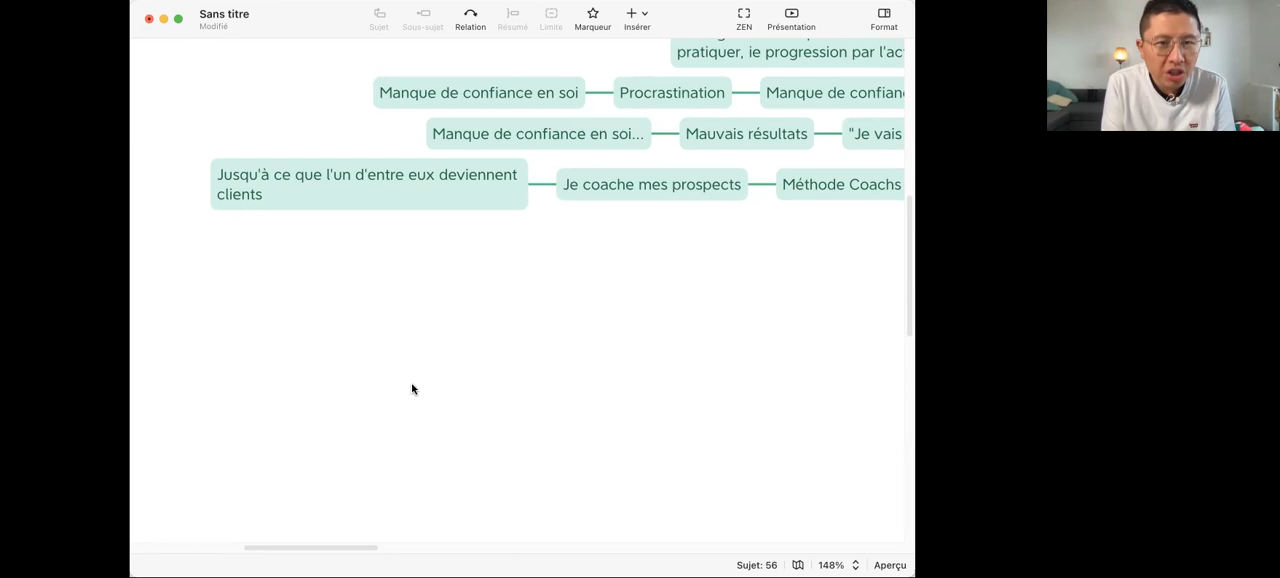 Sans titre
Modifié
Sujet
Sous-sujet
Relation
Résumé
Limite
Marqueur
Insérer
ZEN
Présentation
Format
pratiquer, ie progression par l'act
Manque de confiance en soi
Procrastination
Manque de confianc
Manque de confiance en soi...
Mauvais résultats
"Je vais
Jusqu'à ce que l'un d'entre eux deviennent
clients
Je coache mes prospects
Méthode Coachs
Sujet: 56
148%
Aperçu